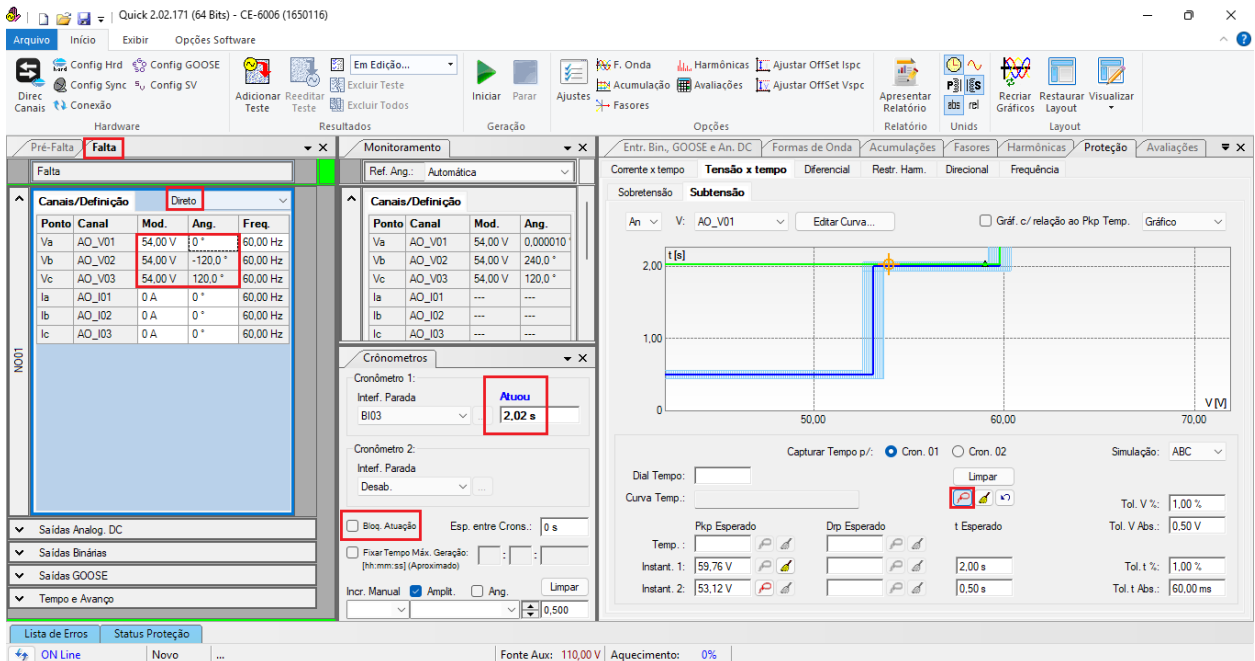 Quick 2.02.171 (64 Bits) - CE-6006 (1650116)
Arquivo Início Exibir Opções Software
Direc Canais
Config Hrd Config GOOSE
Config Sync Config SV
Conexão
Hardware
Adicionar Teste
Reeditar Teste
Em Edição...
Excluir Teste
Excluir Todos
Resultados
Iniciar Parar
Geração
Ajustes
F. Onda Harmônicas Ajustar OffSet Ispc
Acumulação Avaliações Ajustar OffSet Vspc
Fasores
Opções
Apresentar Relatório
Relatório
abs rel
Unids
Recriar Gráficos
Restaurar Layout
Visualizar
Layout
Pré-Falta Falta
Falta
Canais/Definição Direto
Ponto Canal Mod. Ang. Freq.
Va AO_V01 54,00 V 0 ° 60,00 Hz
Vb AO_V02 54,00 V -120,0 ° 60,00 Hz
Vc AO_V03 54,00 V 120,0 ° 60,00 Hz
Ia AO_I01 0 A 0 ° 60,00 Hz
Ib AO_I02 0 A 0 ° 60,00 Hz
Ic AO_I03 0 A 0 ° 60,00 Hz
NO01
Saídas Analog. DC
Saídas Binárias
Saídas GOOSE
Tempo e Avanço
Monitoramento
Ref. Ang.: Automática
Canais/Definição
Ponto Canal Mod. Ang.
Va AO_V01 54,00 V 0,000010 °
Vb AO_V02 54,00 V 240,0 °
Vc AO_V03 54,00 V 120,0 °
Ia AO_I01 --- ---
Ib AO_I02 --- ---
Ic AO_I03 --- ---
Crônometros
Cronômetro 1:
Interf. Parada Atuou
BI03 ... 2,02 s
Cronômetro 2:
Interf. Parada
Desab. ...
Bloq. Atuação Esp. entre Crons.: 0 s
Fixar Tempo Máx. Geração: : :
[hh:mm:ss] (Aproximado)
Incr. Manual Amplit. Ang. Limpar
0,500
Entr. Bin., GOOSE e An. DC Formas de Onda Acumulações Fasores Harmônicas Proteção Avaliações
Corrente x tempo Tensão x tempo Diferencial Restr. Harm. Direcional Frequência
Sobretensão Subtensão
An V: AO_V01 Editar Curva... Gráf. c/ relação ao Pkp Temp. Gráfico
t [s]
2,00
1,00
0
V [V]
50,00 60,00 70,00
Capturar Tempo p/: Cron. 01 Cron. 02 Simulação: ABC
Dial Tempo: Limpar
Curva Temp.: Tol. V %: 1,00 %
Pkp Esperado Drp Esperado t Esperado Tol. V Abs.: 0,50 V
Temp. :
Instant. 1: 59,76 V 2,00 s Tol. t %: 1,00 %
Instant. 2: 53,12 V 0,50 s Tol. t Abs.: 60,00 ms
Lista de Erros Status Proteção
ON Line Novo ... Fonte Aux: 110,00 V Aquecimento: 0%